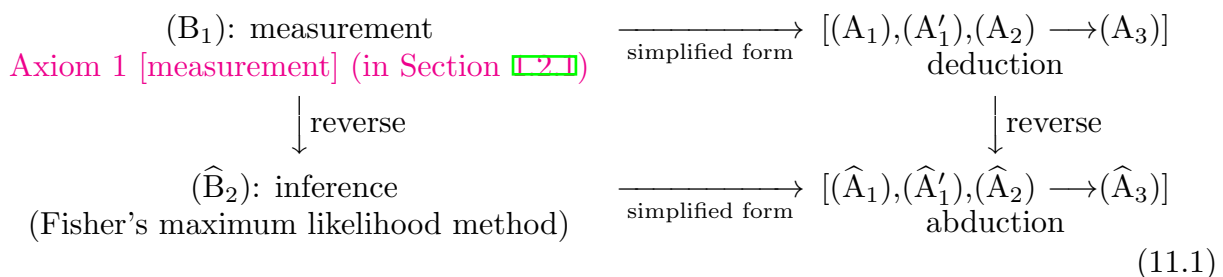 (B₁): measurement → simplified form [(A₁),(A′₁),(A₂) ⟶(A₃)]
Axiom 1 [measurement] (in Section 1.2.1) deduction
↓ reverse ↓ reverse
(B̂₂): inference → simplified form [(Â₁),(Â′₁),(Â₂) ⟶(Â₃)]
(Fisher's maximum likelihood method) abduction
(11.1)